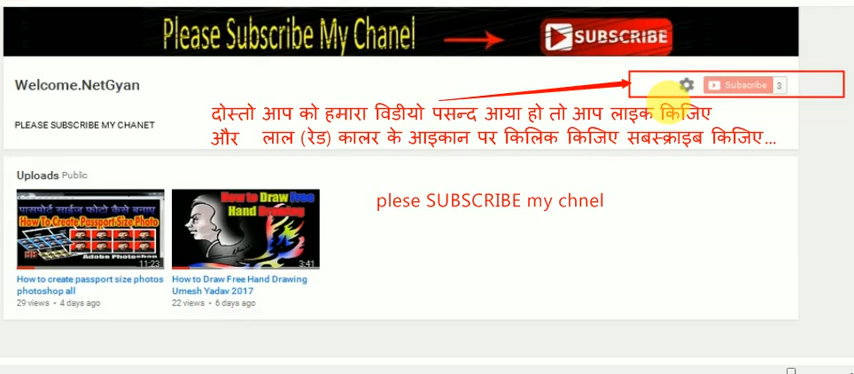 Please Subscribe My Chanel
SUBSCRIBE
Welcome.NetGyan
Subscribe 3
दोस्तो आप को हमारा विडीयो पसन्द आया हो तो आप लाइक किजिए
PLEASE SUBSCRIBE MY CHANET
और लाल (रेड) कालर के आइकान पर किलिक किजिए सबस्क्राइब किजिए...
Uploads Public
plese SUBSCRIBE my chnel
पासपोर्ट साईज फोटो कैसे बनाए
How To Create Passport Size Photo
Adobe Photoshop
11:23
How to Draw Free
Hand Drawing
3:41
How to create passport size photos
photoshop all
29 views • 4 days ago
How to Draw Free Hand Drawing
Umesh Yadav 2017
22 views • 6 days ago